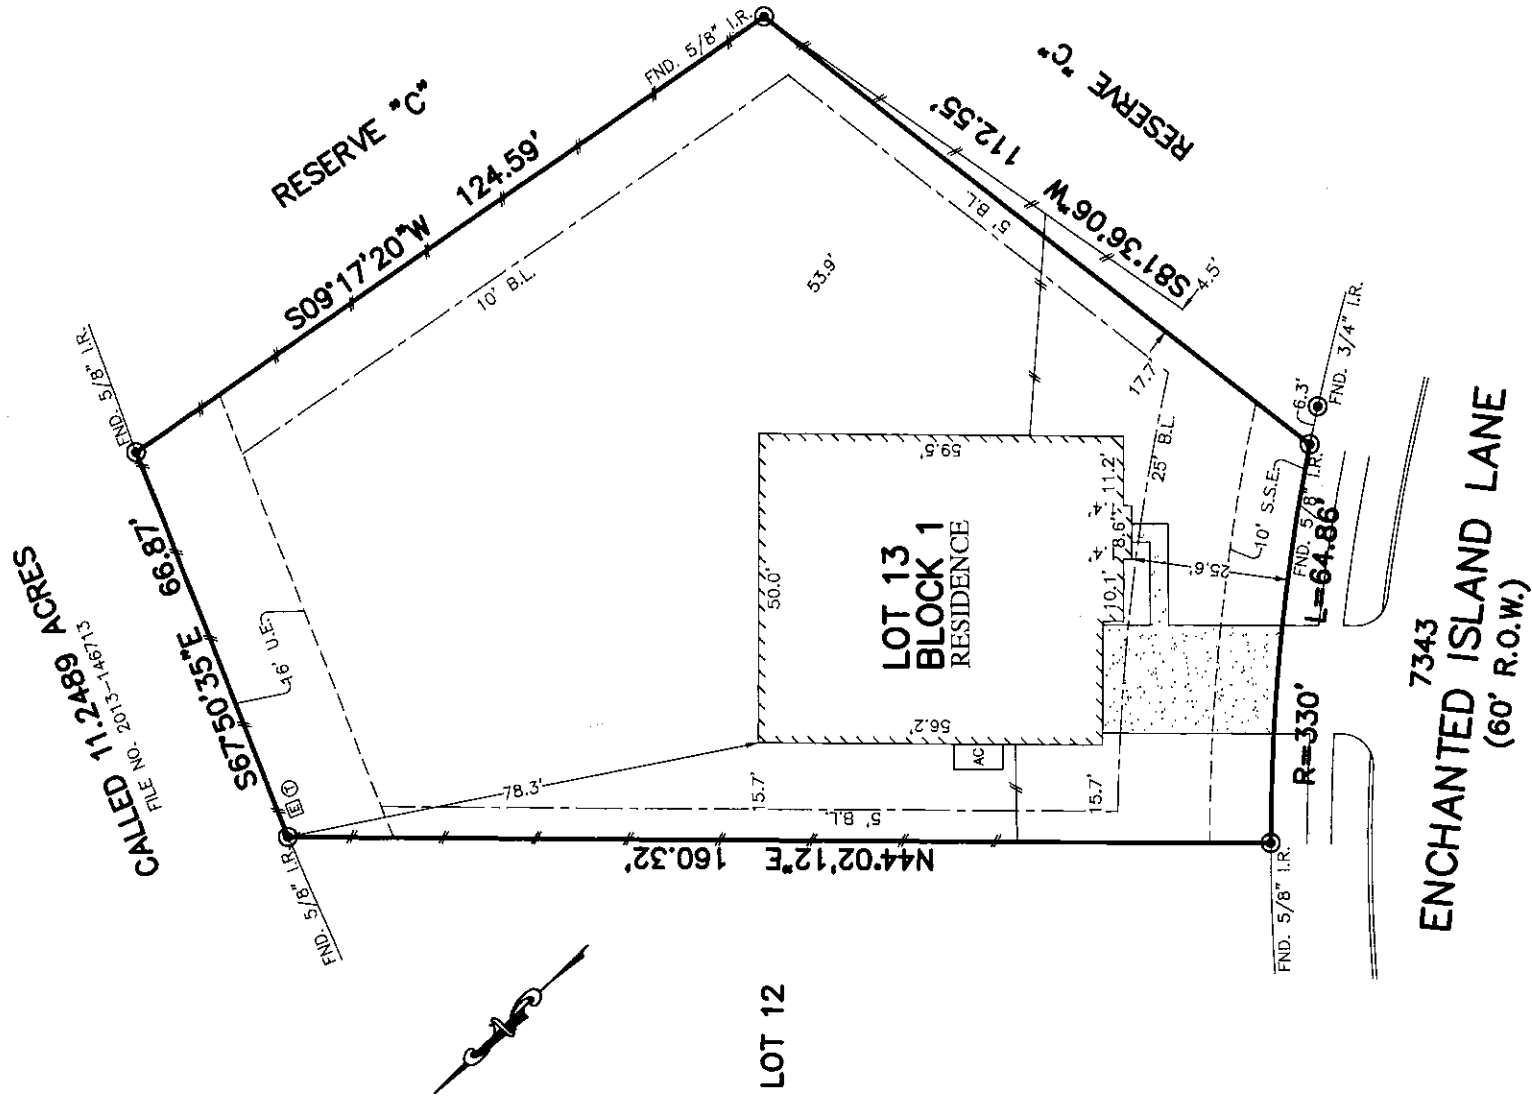 RESERVE "C"
FND. 5/8" I.R.
RESERVE "C"
S09°17'20"W 124.59'
112.55'
S81°36'06"W
5' B.L.
4.5'
10' B.L.
53.9'
FND. 5/8" I.R.
CALLED 11.2489 ACRES
FILE NO. 2013-146713
S67°50'35"E 66.87'
16' U.E.
E T
FND. 5/8" I.R.
78.3'
17.7'
6.3'
FND. 3/4" I.R.
25' B.L.
59.5'
50.0'
LOT 13
BLOCK 1
RESIDENCE
11.2'
.4'
8.6'
.4'
10.1'
56.2'
AC
10' S.S.E.
FND. 5/8" I.R.
25.6'
L=64.86'
R=330'
15.7'
15.7'
5' B.L.
N44°02'12"E 160.32'
FND. 5/8" I.R.
LOT 12
7343
ENCHANTED ISLAND LANE
(60' R.O.W.)